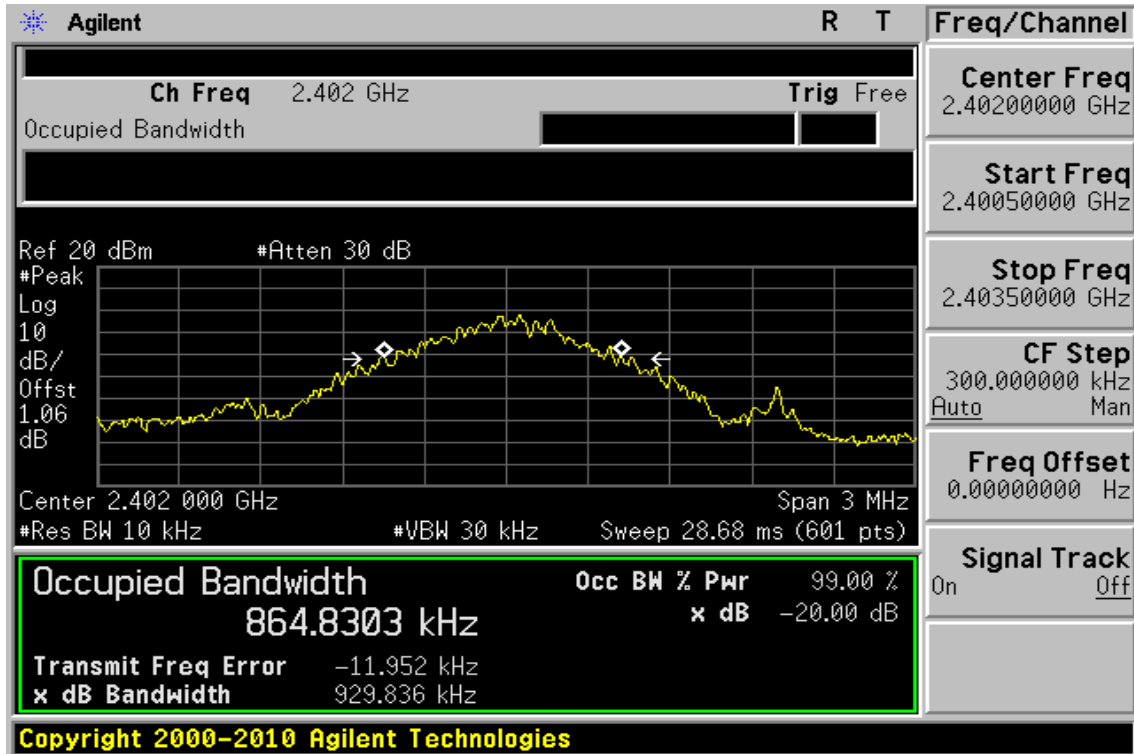 Agilent R T
Freq/Channel
Ch Freq 2.402 GHz Trig Free
Occupied Bandwidth
Center Freq
2.40200000 GHz
Start Freq
2.40050000 GHz
Stop Freq
2.40350000 GHz
CF Step
300.000000 kHz
Auto Man
Freq Offset
0.00000000 Hz
Signal Track
On Off
Ref 20 dBm #Atten 30 dB
#Peak
Log
10
dB/
Offst
1.06
dB
Center 2.402 000 GHz Span 3 MHz
#Res BW 10 kHz #VBW 30 kHz Sweep 28.68 ms (601 pts)
Occupied Bandwidth
864.8303 kHz
Occ BW % Pwr 99.00 %
x dB -20.00 dB
Transmit Freq Error -11.952 kHz
x dB Bandwidth 929.836 kHz
Copyright 2000-2010 Agilent Technologies